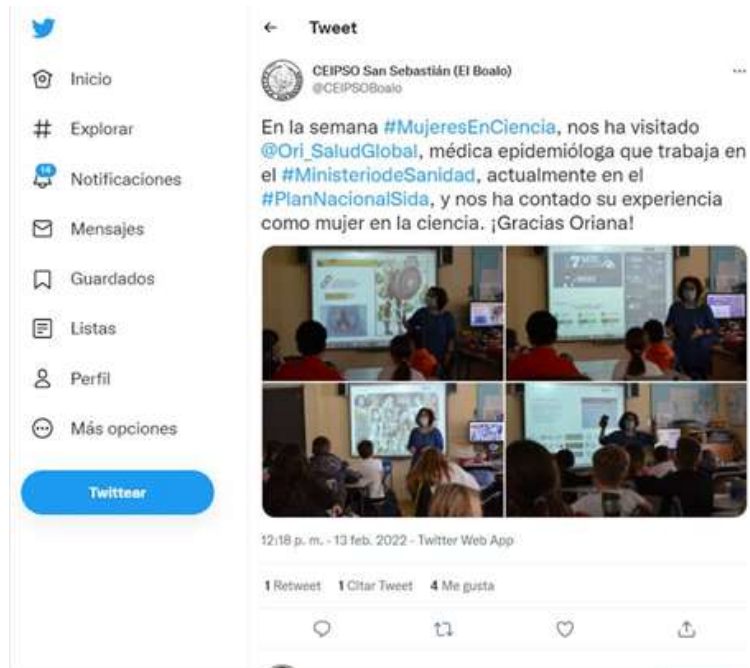 Tweet
CEIPSO San Sebastián (El Boalo)
@CEIPSOBoalo
Inicio
Explorar
14
Notificaciones
Mensajes
Guardados
Listas
Perfil
Más opciones
Twittear
En la semana #MujeresEnCiencia, nos ha visitado
@Ori_SaludGlobal, médica epidemióloga que trabaja en
el #MinisteriodeSanidad, actualmente en el
#PlanNacionalSida, y nos ha contado su experiencia
como mujer en la ciencia. ¡Gracias Oriana!
12:18 p. m. · 13 feb. 2022 · Twitter Web App
1 Retweet 1 Citar Tweet 4 Me gusta